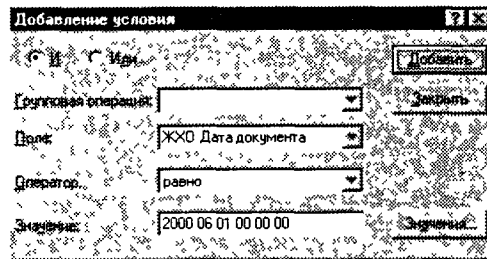 Добавление условия
И Или
Добавить
Групповая операция:
Закрыть
Поле: ЖХО Дата документа
Оператор: равно
Значение: 2000 06 01 00 00 00 Значения...